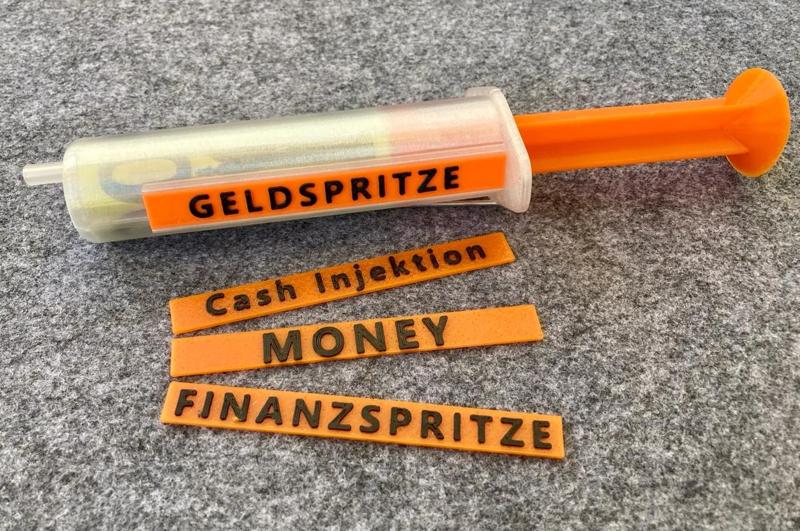 GELDSPRITZE
Cash Injektion
MONEY
FINANZSPRITZE